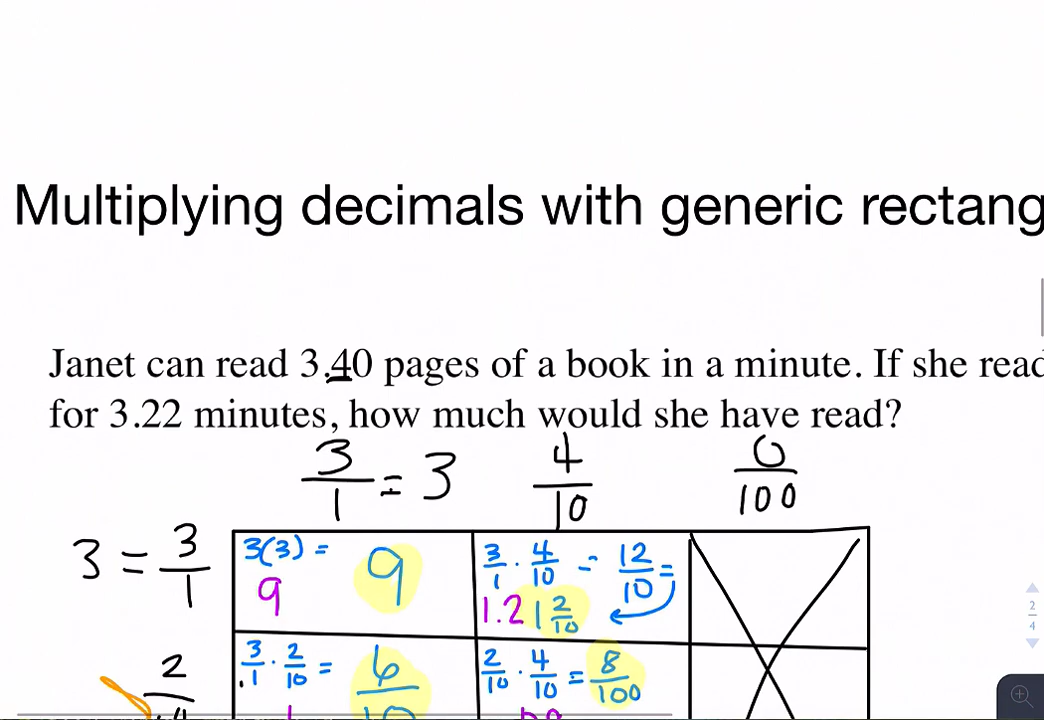 Multiplying decimals with generic rectang
Janet can read 3.40 pages of a book in a minute. If she read
for 3.22 minutes, how much would she have read?
3/1 = 3 4/10 0/100
3 = 3/1
3(3) = 9
9
3/1 · 4/10 = 12/10 =
1.2 1 2/10
2
3/1 · 2/10 = 6/10
2/10 · 4/10 = 8/100
2/4